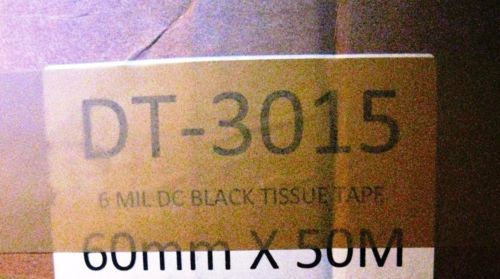 DT-3015
6 MIL DC BLACK TISSUE TAPE
60mm X 50M